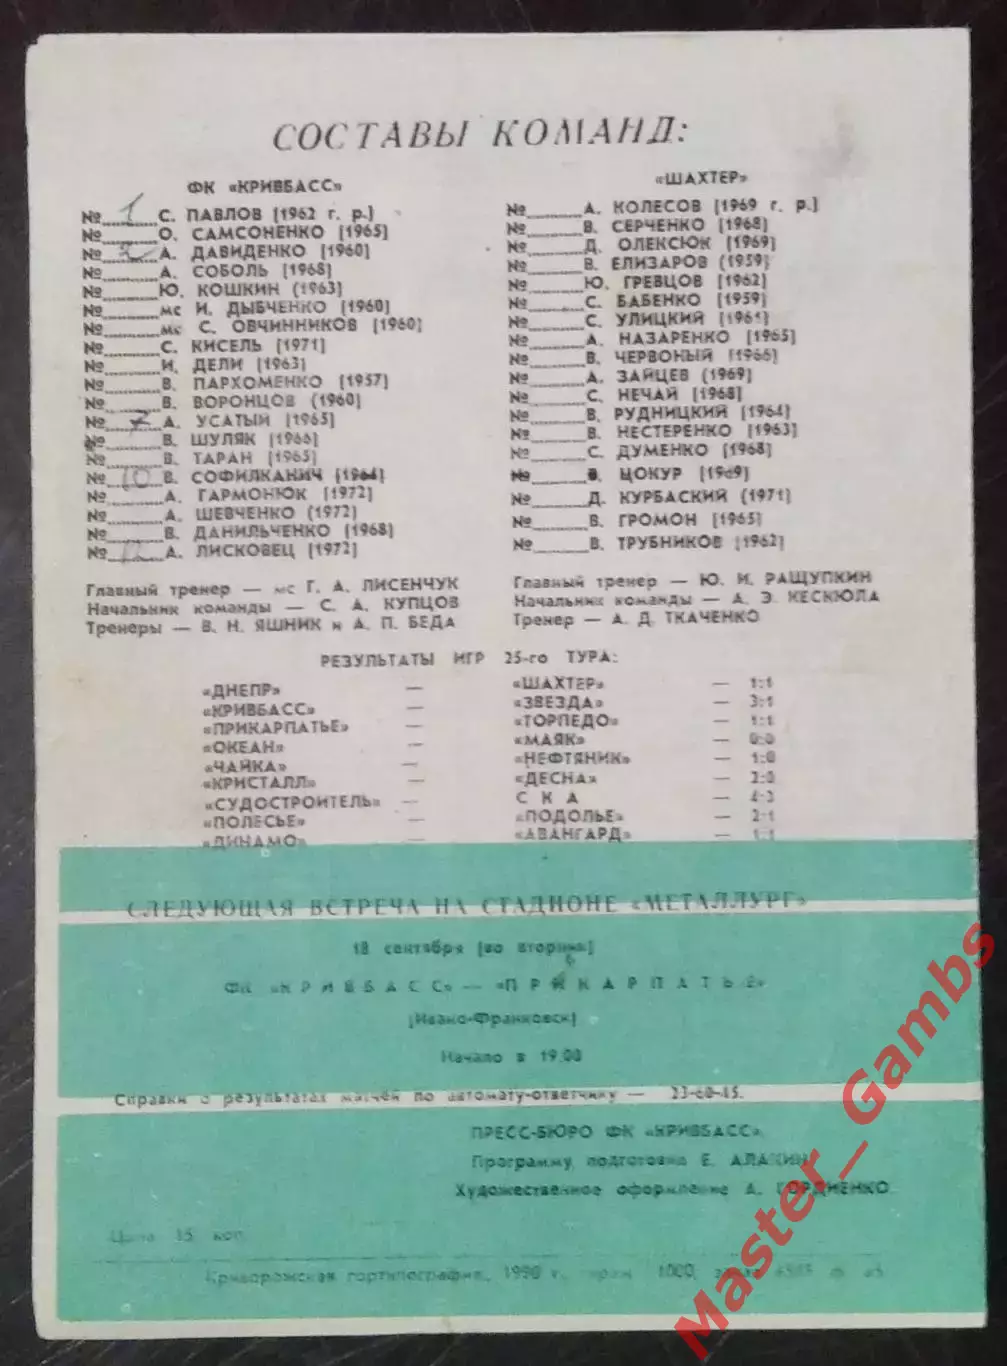 СОСТАВЫ КОМАНД:
ФК «КРИВБАСС»
№ 1 С. ПАВЛОВ [1962 г. р.)
№ О. САМСОНЕНКО [1965]
№ А. ДАВИДЕНКО [1960]
№ А. СОБОЛЬ [1968]
№ Ю. КОШКИН (1963]
№ мс И. ДЫБЧЕНКО [1960]
№ мс С. ОВЧИННИКОВ [1960]
№ С. КИСЕЛЬ [1971]
№ И. ДЕЛИ [1963]
№ В. ПАРХОМЕНКО [1957]
№ В. ВОРОНЦОВ (1960]
№ 7 А. УСАТЫЙ [1965]
№ В. ШУЛЯК [1966]
№ В. ТАРАН [1965]
№ 10 В. СОФИЛКАНИЧ [1964]
№ А. ГАРМОНЮК [1972]
№ А. ШЕВЧЕНКО [1972]
№ В. ДАНИЛЬЧЕНКО [1968]
№ А. ЛИСКОВЕЦ [1972]
Главный тренер — мс Г. А. ЛИСЕНЧУК
Начальник команды — С. А. КУПЦОВ
Тренеры — В. Н. ЯШНИК и А. П. БЕДА
«ШАХТЕР»
№ А. КОЛЕСОВ [1969 г. р.]
№ В. СЕРЧЕНКО [1968]
№ Д. ОЛЕКСЮК [1969]
№ В. ЕЛИЗАРОВ (1959]
№ Ю. ГРЕВЦОВ [1962]
№ С. БАБЕНКО [1959]
№ С. УЛИЦКИЙ [1961]
№ А. НАЗАРЕНКО [1965]
№ В. ЧЕРВОНЫЙ [1966]
№ А. ЗАЙЦЕВ (1969]
№ С. НЕЧАЙ [1968]
№ В. РУДНИЦКИЙ [1964]
№ В. НЕСТЕРЕНКО [1963]
№ С. ДУМЕНКО [1968]
№ В. ЦОКУР [1969]
№ Д. КУРБАСКИЙ (1971]
№ В. ГРОМОН [1965]
№ В. ТРУБНИКОВ [1962]
Главный тренер — Ю. И. РАЩУПКИН
Начальник команды — А. Э. КЕСКЮЛА
Тренер — А. Д. ТКАЧЕНКО
РЕЗУЛЬТАТЫ ИГР 25-го ТУРА:
«ДНЕПР» — «ШАХТЕР» — 1:1
«КРИВБАСС» — «ЗВЕЗДА» — 3:1
«ПРИКАРПАТЬЕ» — «ТОРПЕДО» — 1:1
«ОКЕАН» — «МАЯК» — 0:0
«ЧАЙКА» — «НЕФТЯНИК» — 1:0
«КРИСТАЛЛ» — «ДЕСНА» — 2:0
«СУДОСТРОИТЕЛЬ» — СКА — 4:3
«ПОЛЕСЬЕ» — «ПОДОЛЬЕ» — 2:1
«ДИНАМО» — «АВАНГАРД» — 1:1
СЛЕДУЮЩАЯ ВСТРЕЧА НА СТАДИОНЕ «МЕТАЛЛУРГ»
18 сентября [во вторник]
ФК «КРИВБАСС» — «ПРИКАРПАТЬЕ»
[Ивано-Франковск]
Начало в 19.00
Справки о результатах матчей по автомату-ответчику — 23-60-45.
ПРЕСС-БЮРО ФК «КРИВБАСС».
Программу подготовил Е. АЛАКИН
Художественное оформление А. ГОРДИЕНКО.
Цена 15 коп.
Криворожская гортипография, 1990 г., тираж 1000, заказ
Master_Gambs